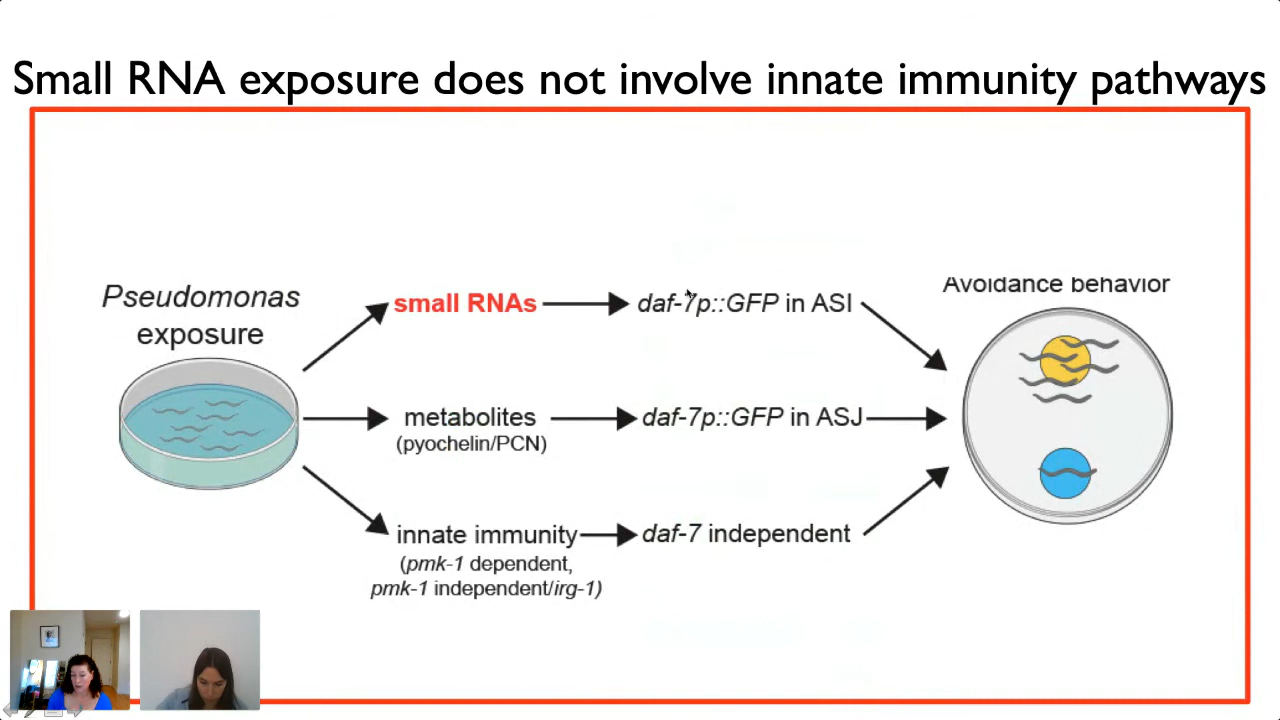 Small RNA exposure does not involve innate immunity pathways
Pseudomonas
exposure
small RNAs
daf-7p::GFP in ASI
Avoidance behavior
metabolites
(pyochelin/PCN)
daf-7p::GFP in ASJ
innate immunity
(pmk-1 dependent,
pmk-1 independent/irg-1)
daf-7 independent